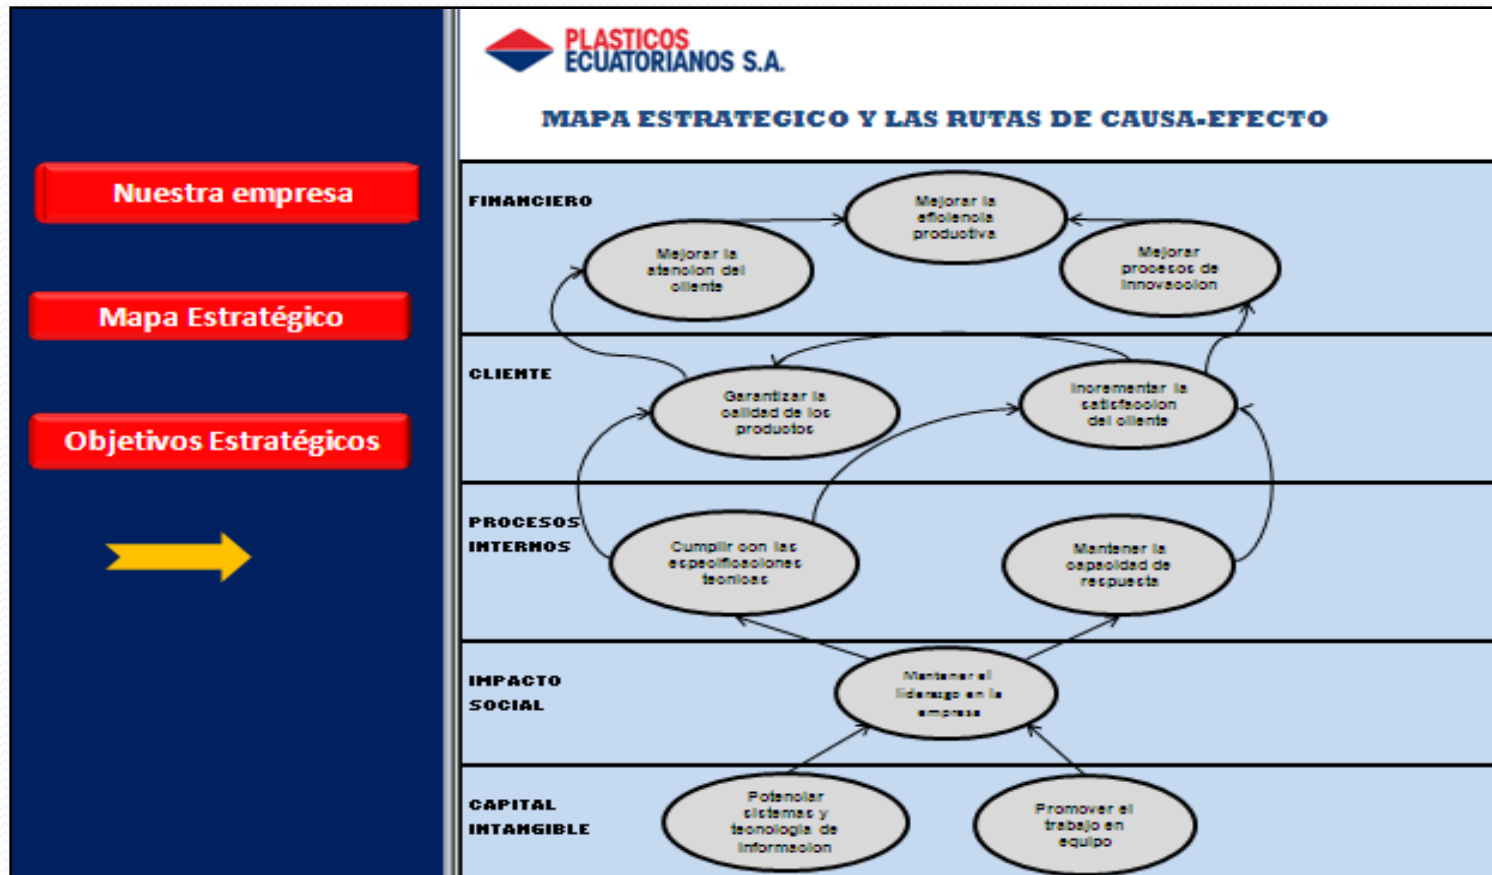 Nuestra empresa
Mapa Estratégico
Objetivos Estratégicos
PLASTICOS
ECUATORIANOS S.A.
MAPA ESTRATEGICO Y LAS RUTAS DE CAUSA-EFECTO
FINANCIERO
Mejorar la
eficiencia
productiva
Mejorar la
atencion del
cliente
Mejorar
procesos de
innovaccion
CLIENTE
Garantizar la
calidad de los
productos
Incrementar la
satisfaccion
del cliente
PROCESOS
INTERNOS
Cumplir con las
especificaciones
tecnicas
Mantener la
capacidad de
respuesta
IMPACTO
SOCIAL
Mantener el
liderazgo en la
empresa
CAPITAL
INTANGIBLE
Potenciar
sistemas y
tecnologia de
informacion
Promover el
trabajo en
equipo